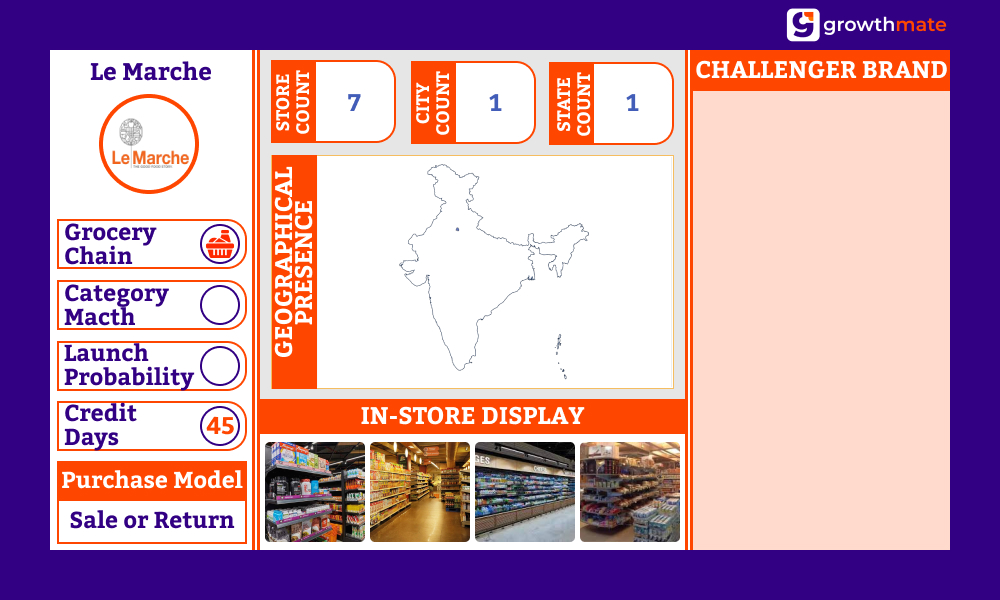 growthmate
Le Marche
Le Marche
THE GOOD FOOD STORE
Grocery
Chain
Category
Macth
Launch
Probability
Credit
Days
45
Purchase Model
Sale or Return
STORE
COUNT
7
CITY
COUNT
1
STATE
COUNT
1
GEOGRAPHICAL
PRESENCE
IN-STORE DISPLAY
CHALLENGER BRAND